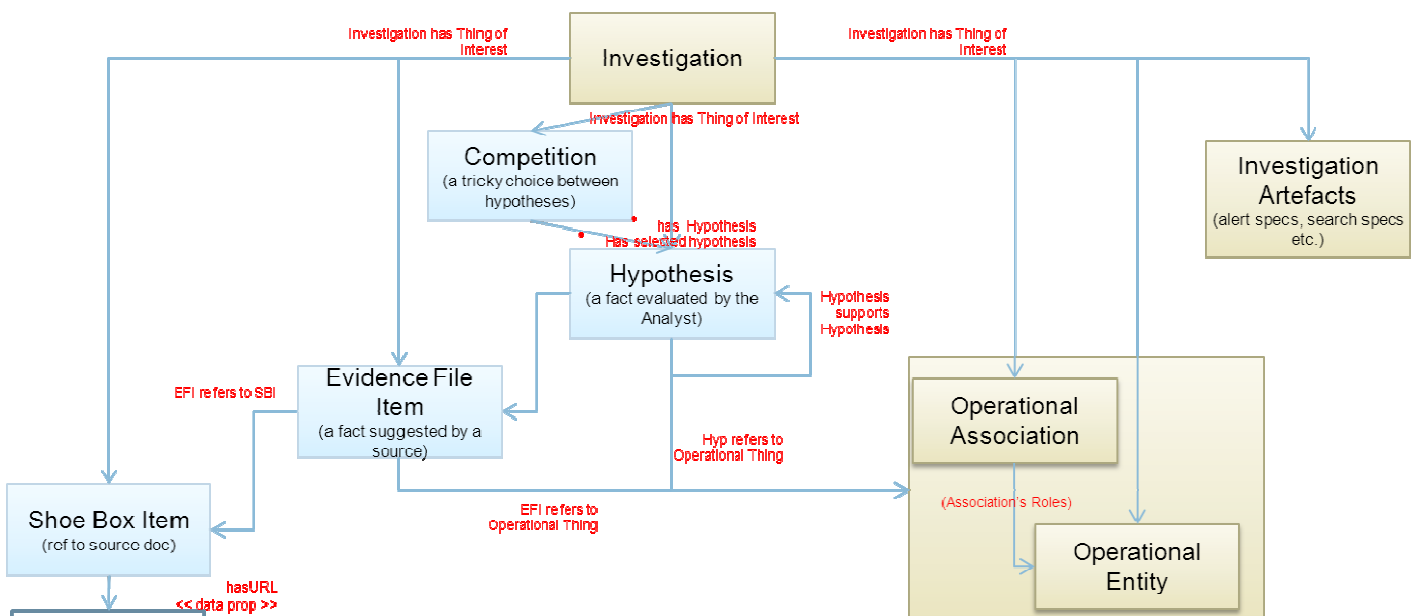 Investigation has Thing of
Interest
Investigation
Investigation has Thing of
Interest
Investigation has Thing of Interest
Competition
(a tricky choice between
hypotheses)
Investigation
Artefacts
(alert specs, search specs
etc.)
• has Hypothesis
• Has selected hypothesis
Hypothesis
(a fact evaluated by the
Analyst)
Hypothesis
supports
Hypothesis
Evidence File
Item
(a fact suggested by a
source)
EFI refers to SBI
Operational
Association
Hyp refers to
Operational Thing
(Association's Roles)
EFI refers to
Operational Thing
Shoe Box Item
(ref to source doc)
Operational
Entity
hasURL
<< data prop >>